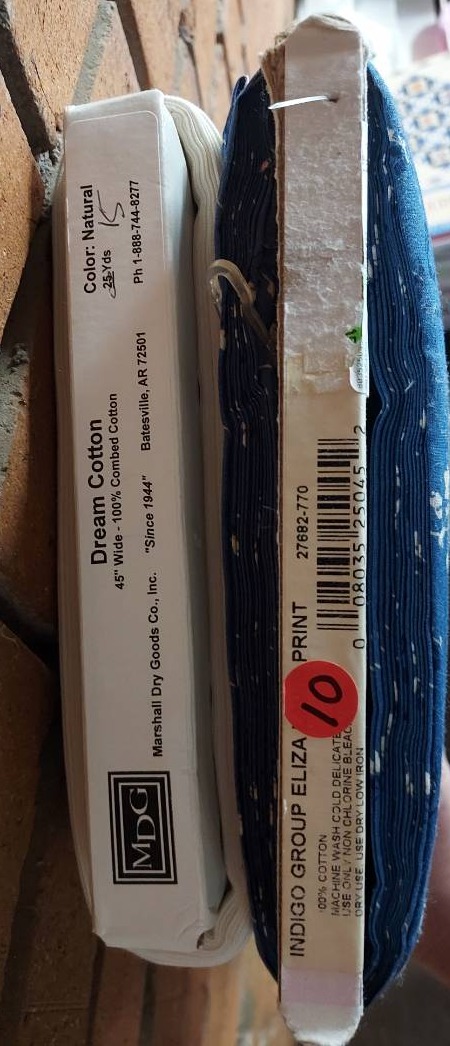 Color: Natural
25 Yds 15
Ph 1-888-744-8277
Dream Cotton
45" Wide - 100% Combed Cotton
Marshall Dry Goods Co., Inc. "Since 1944" Batesville, AR 72501
MDG
INDIGO GROUP ELIZA PRINT
27682-770
00% COTTON
MACHINE WASH COLD DELICATE
USE ONLY NON CHLORINE BLEAC
DRY USE USE DRY LOW IRON
0 08035 25045 2
10